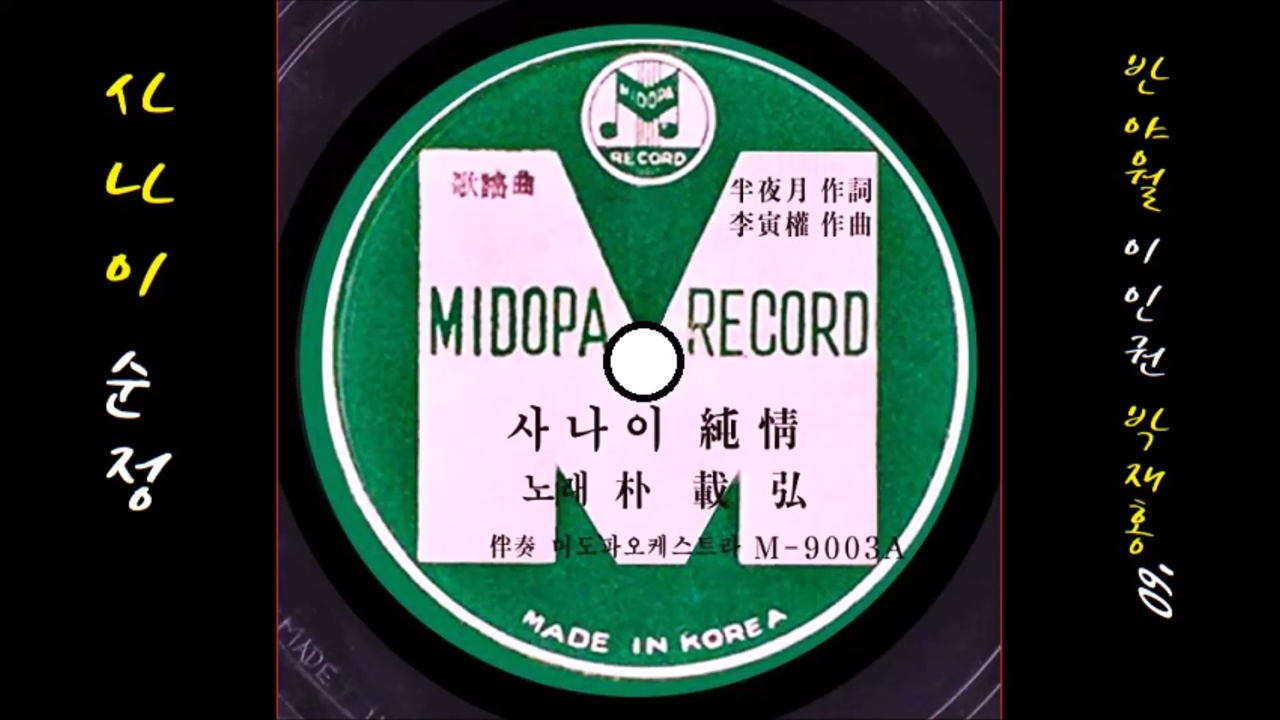 사나이 순정
MIDOPA
RECORD
歌謠曲
半夜月 作詞
李寅權 作曲
MIDOPA RECORD
사나이 純情
노래 朴載弘
伴奏 미도파오케스트라 M-9003A
MADE IN KOREA
MADE
반야월 이인권 박재홍 '60